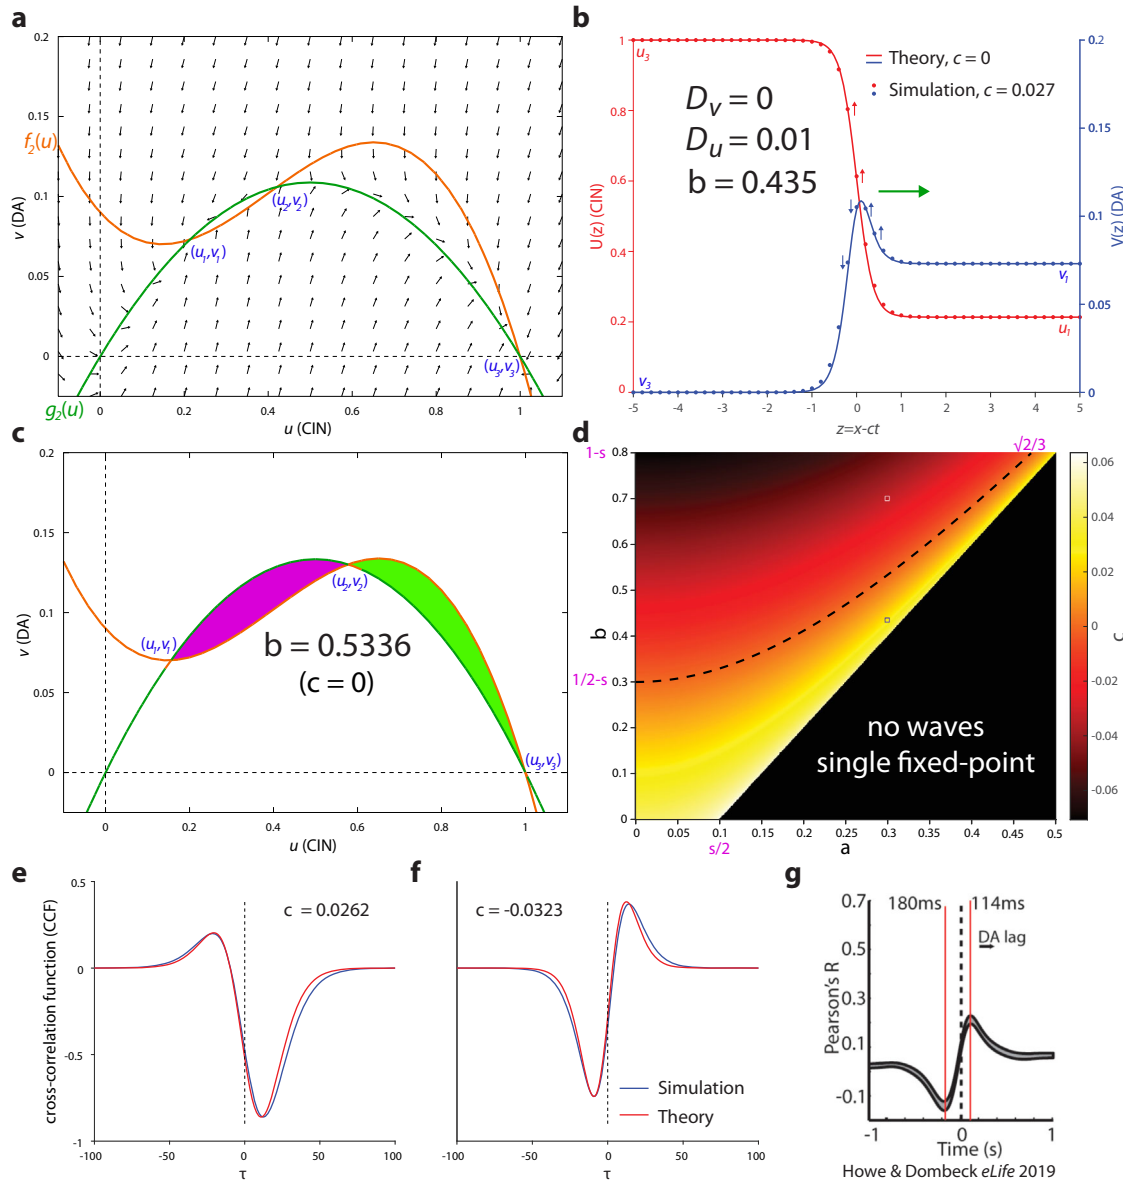 a
0.2
0.15
0.1
0.05
0
v (DA)
f₂(u)
g₂(u)
(u₁,v₁)
(u₂,v₂)
(u₃,v₃)
0 0.2 0.4 0.6 0.8 1
u (CIN)
b
1
0.8
0.6
0.4
0.2
0
U(z) (CIN)
u₃
v₃
Dᵥ = 0
Dᵤ = 0.01
b = 0.435
Theory, c = 0
Simulation, c = 0.027
v₁
u₁
0.2
0.15
0.1
0.05
0
V(z) (DA)
-5 -4 -3 -2 -1 0 1 2 3 4 5
z=x-ct
c
0.2
0.15
0.1
0.05
0
v (DA)
(u₁,v₁)
(u₂,v₂)
(u₃,v₃)
b = 0.5336
(c = 0)
0 0.2 0.4 0.6 0.8 1
u (CIN)
d
1-s
0.8
0.7
0.6
0.5
0.4
1/2-s
0.3
0.2
0.1
0
b
√2/3
no waves
single fixed-point
0 0.05 0.1 0.15 0.2 0.25 0.3 0.35 0.4 0.45 0.5
s/2
a
0.06
0.04
0.02
0
-0.02
-0.04
-0.06
c
e
0.5
0
-0.5
-1
cross-correlation function (CCF)
c = 0.0262
-100 -50 0 50 100
τ
f
c = -0.0323
Simulation
Theory
-100 -50 0 50 100
τ
g
0.7
0.5
0.3
0.1
-0.1
Pearson's R
180ms
114ms
DA lag
-1 0 1
Time (s)
Howe & Dombeck eLife 2019